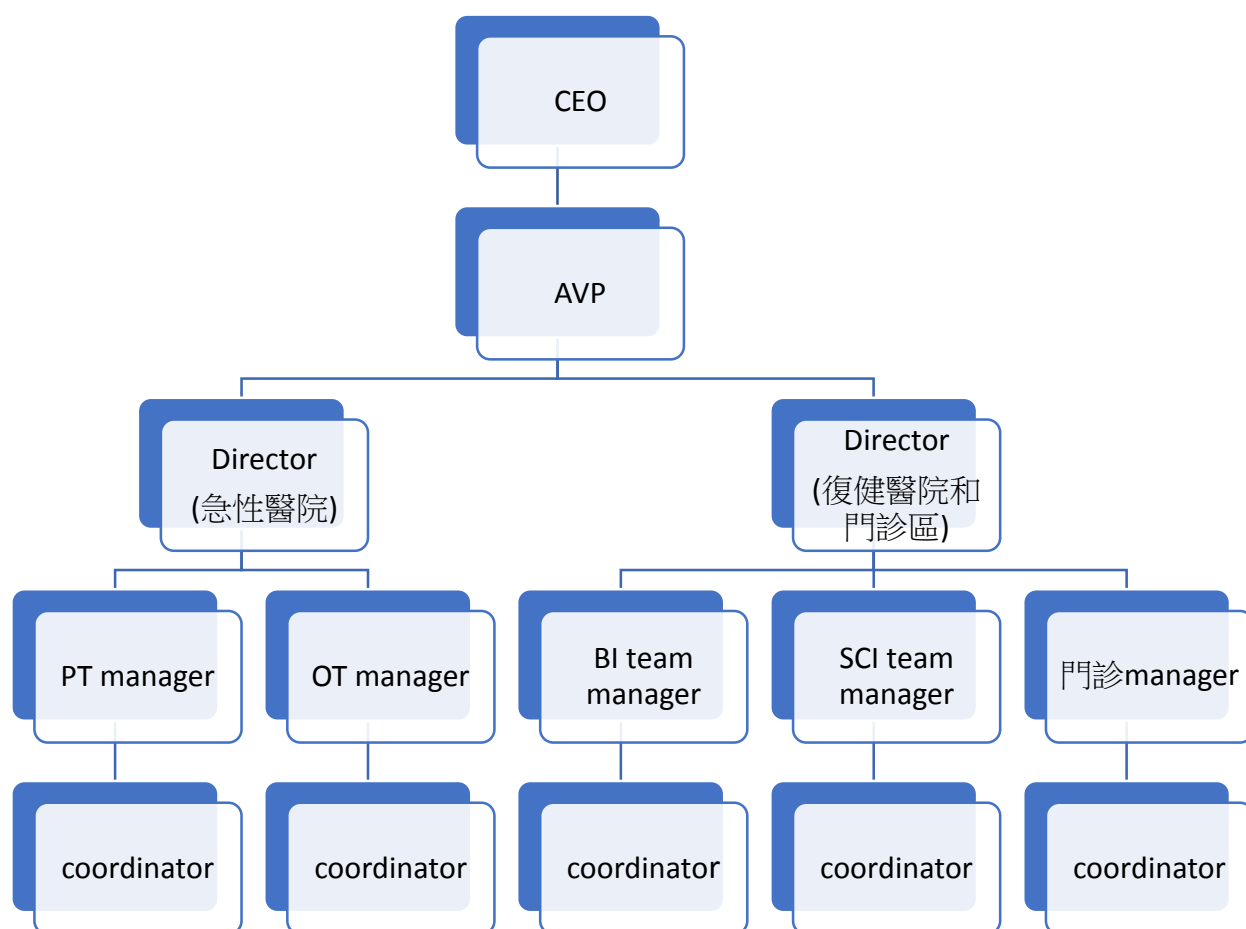 CEO
AVP
Director
(急性醫院)
Director
(復健醫院和
門診區)
PT manager
OT manager
BI team
manager
SCI team
manager
門診manager
coordinator
coordinator
coordinator
coordinator
coordinator